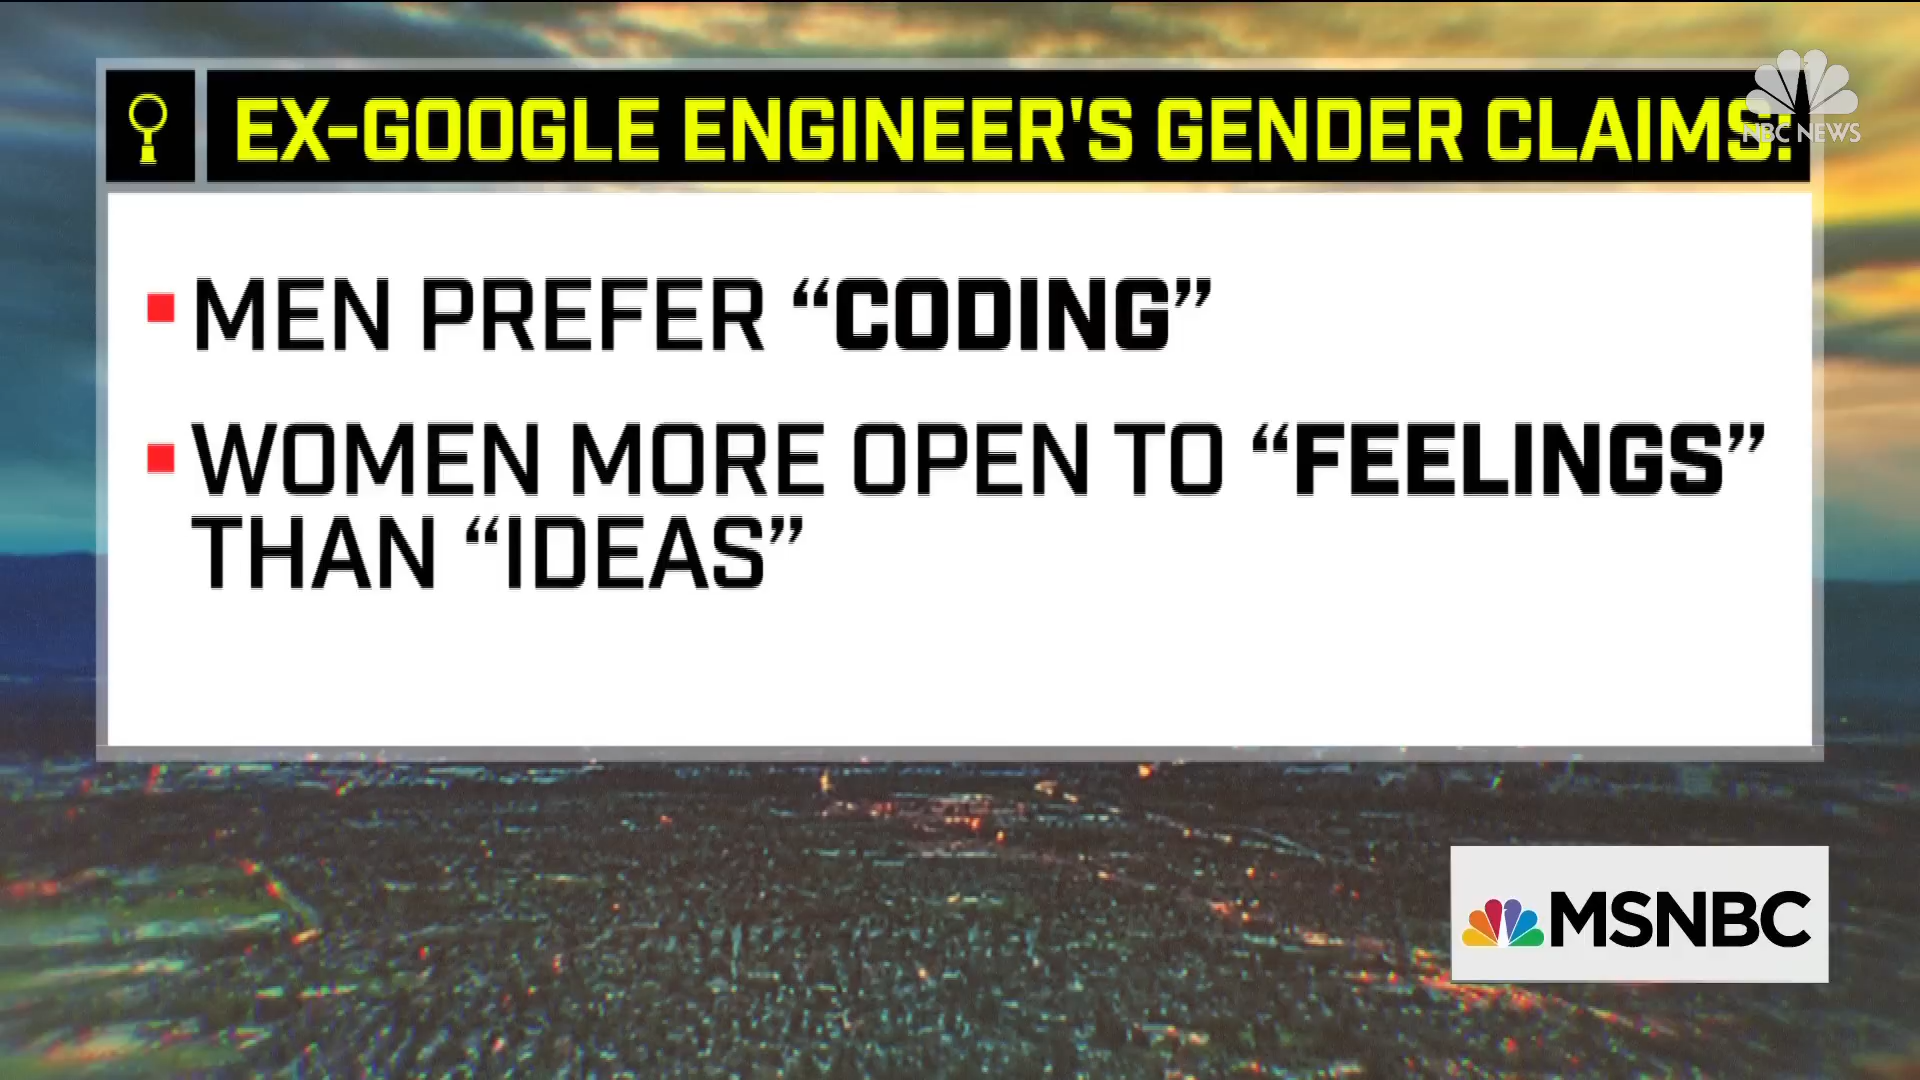 EX-GOOGLE ENGINEER'S GENDER CLAIMS:
NBC NEWS
MEN PREFER “CODING”
WOMEN MORE OPEN TO “FEELINGS”
THAN “IDEAS”
MSNBC